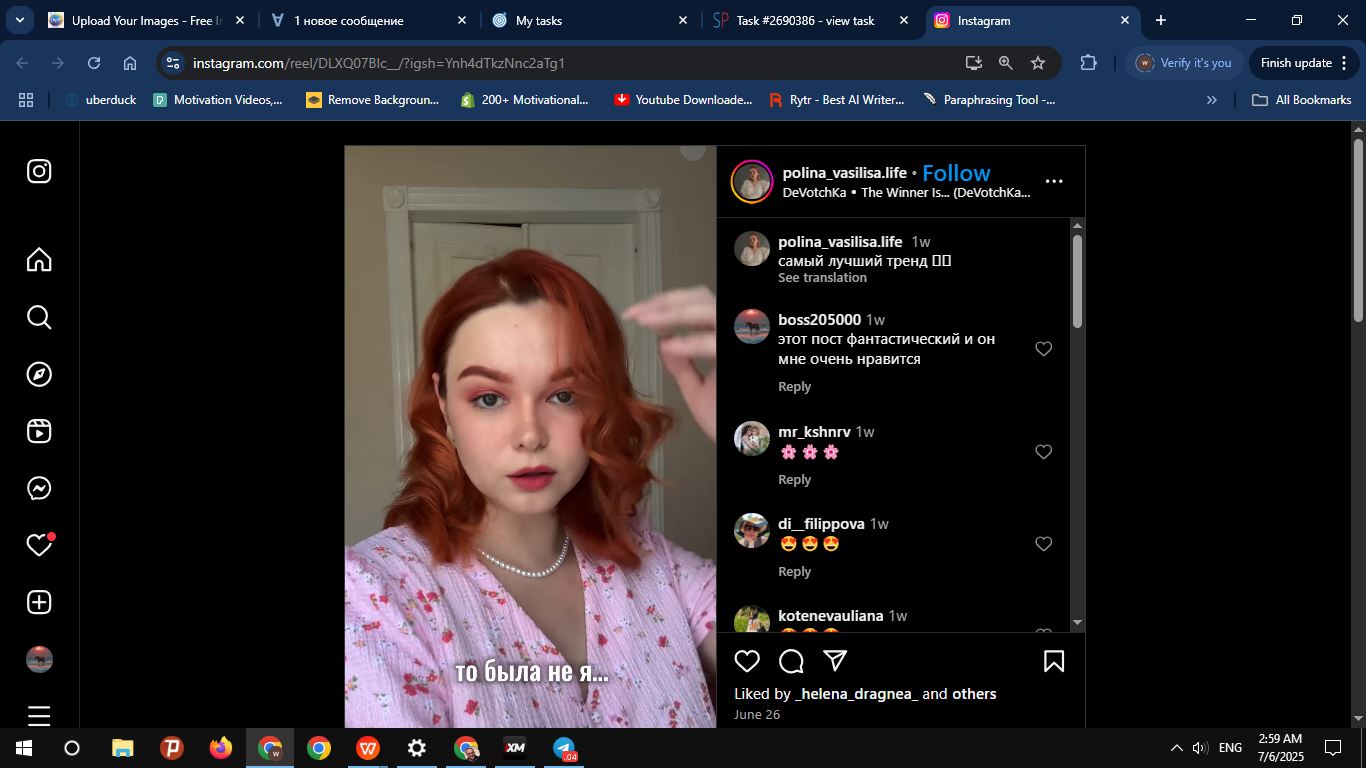 Upload Your Images - Free I
1 новое сообщение
My tasks
Task #2690386 - view task
Instagram
instagram.com/reel/DLXQ07BIc__/?igsh=Ynh4dTkzNnc2aTg1
Verify it's you
Finish update
uberduck
Motivation Videos,...
Remove Backgroun...
200+ Motivational...
Youtube Downloade...
Rytr - Best AI Writer...
Paraphrasing Tool -...
All Bookmarks
polina_vasilisa.life • Follow
DeVotchKa • The Winner Is... (DeVotchKa...
polina_vasilisa.life 1w
самый лучший тренд
See translation
boss205000 1w
этот пост фантастический и он
мне очень нравится
Reply
mr_kshnrv 1w
🌸🌸🌸
Reply
di__filippova 1w
😍😍😍
Reply
kotenevauliana 1w
то была не я...
Liked by _helena_dragnea_ and others
June 26
ENG
2:59 AM
7/6/2025